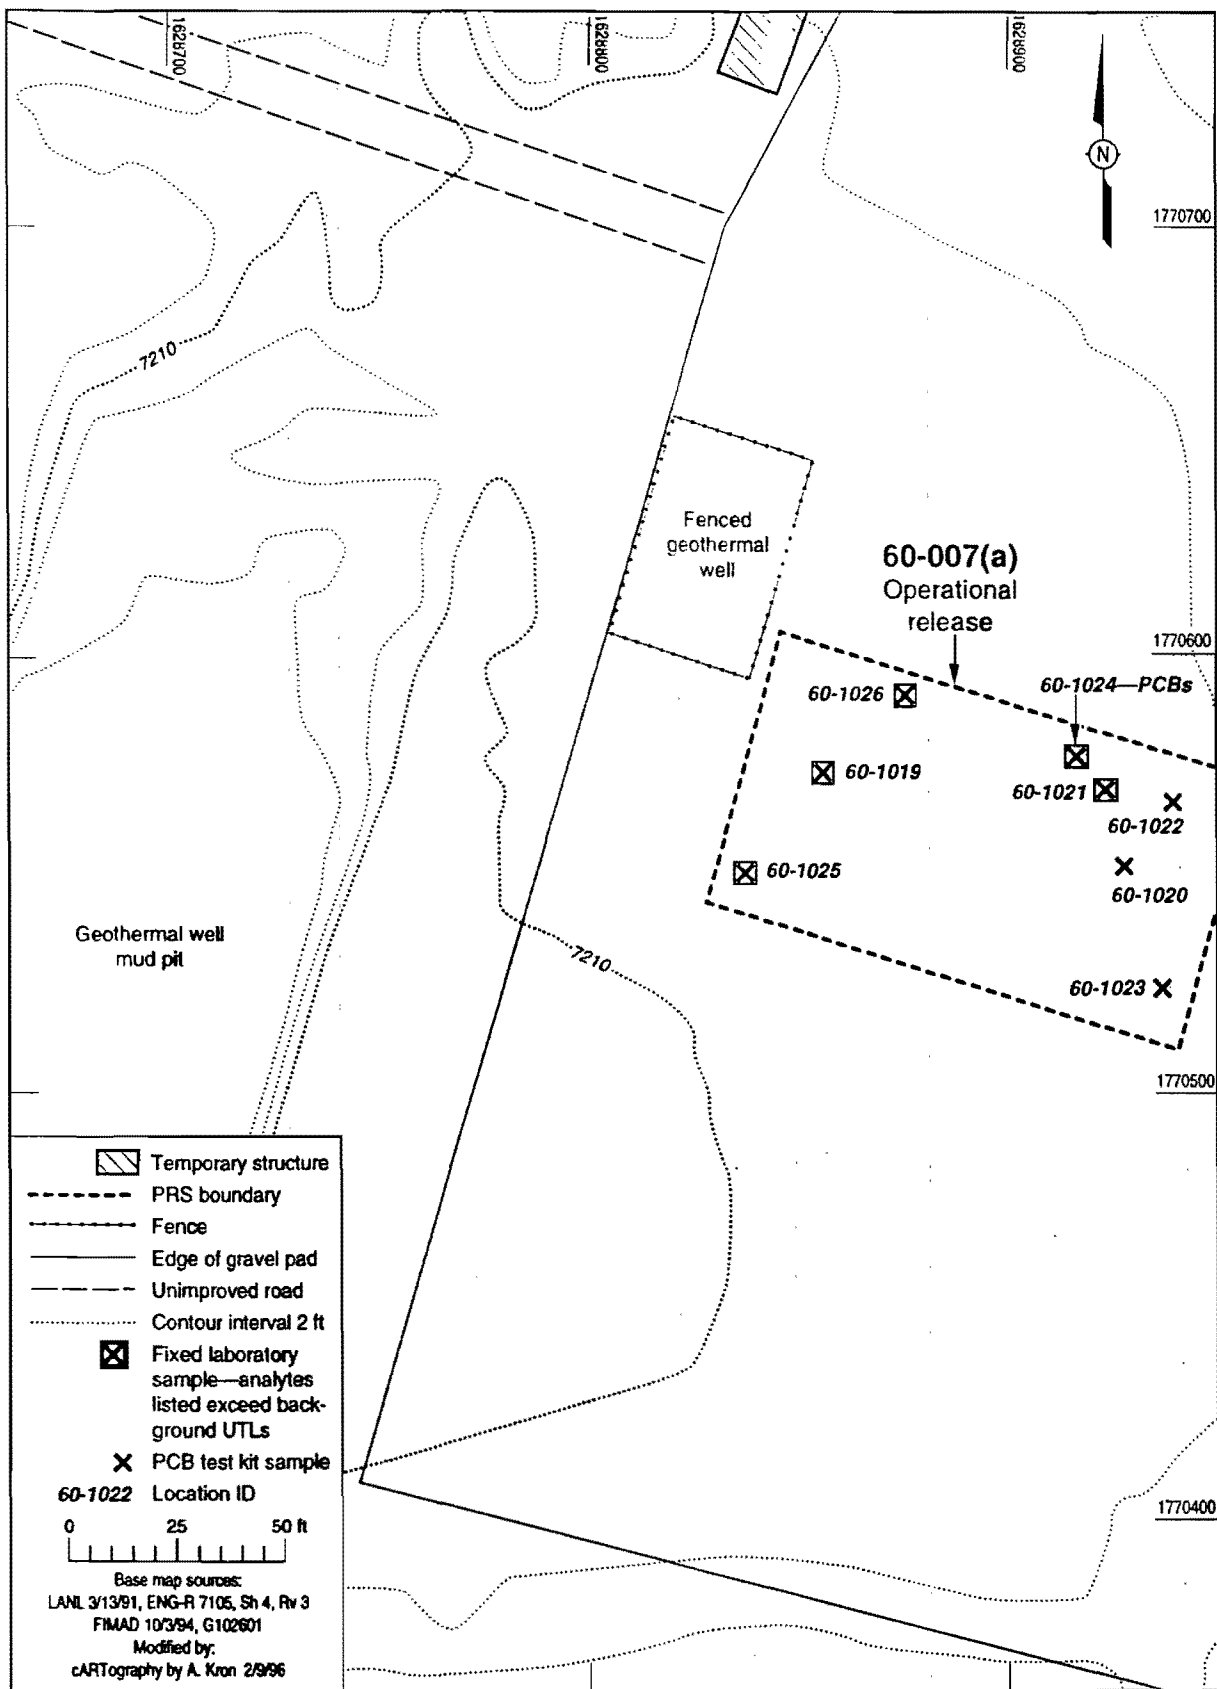 1628700
1628800
1628900
N
1770700
7210
Fenced
geothermal
well
60-007(a)
Operational
release
1770600
60-1024—PCBs
60-1026
60-1019
60-1021
60-1022
60-1025
60-1020
Geothermal well
mud pit
7210
60-1023
1770500
Temporary structure
PRS boundary
Fence
Edge of gravel pad
Unimproved road
Contour interval 2 ft
Fixed laboratory
sample—analytes
listed exceed back-
ground UTLs
PCB test kit sample
60-1022 Location ID
1770400
0 25 50 ft
Base map sources:
LANL 3/13/91, ENG-R 7105, Sh 4, Rv 3
FIMAD 10/3/94, G102601
Modified by:
cARTography by A. Kron 2/9/96